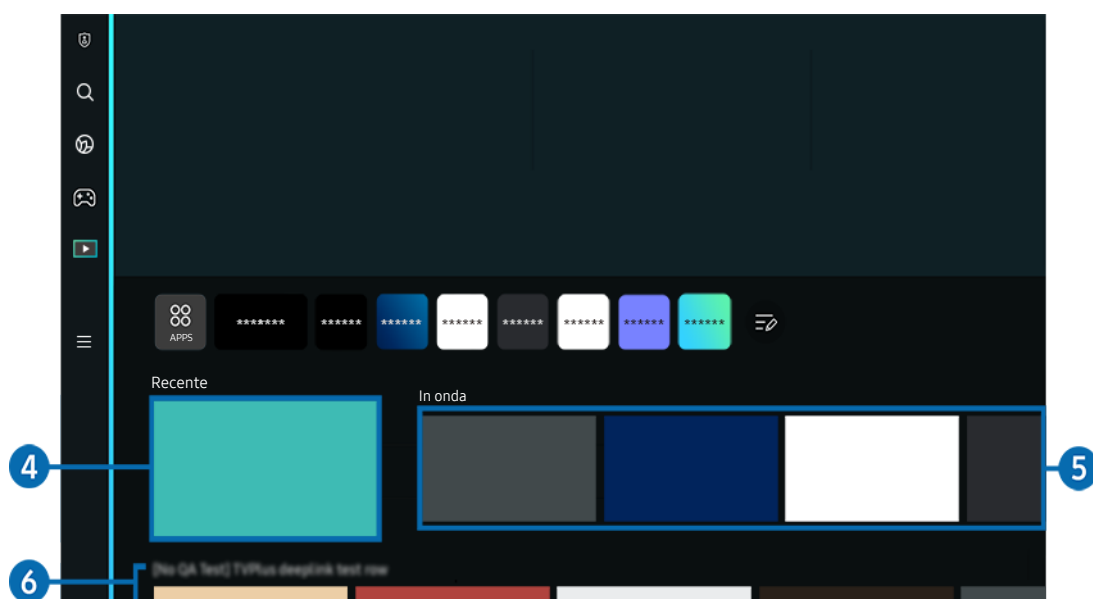 APPS
******* ****** ****** ****** ****** ****** ****** ******
Recente
In onda
4
5
[No QA Test] TVPlus deeplink test row
6